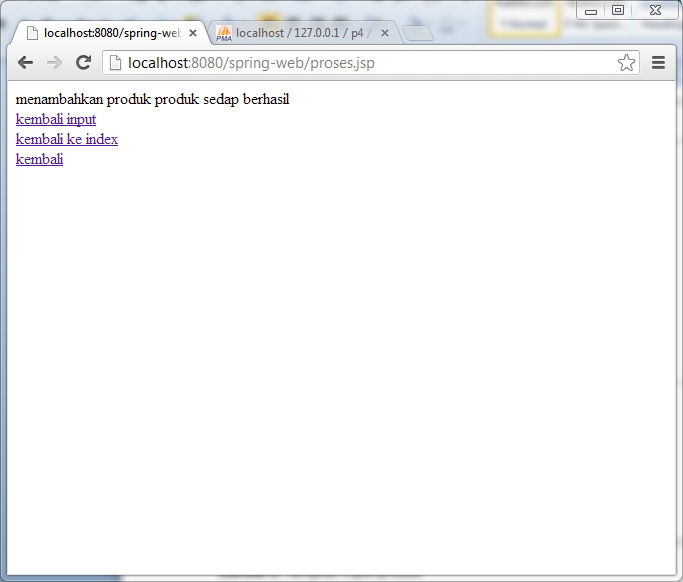 localhost:8080/spring-web
localhost / 127.0.0.1 / p4 /
PMA
localhost:8080/spring-web/proses.jsp
menambahkan produk produk sedap berhasil
kembali input
kembali ke index
kembali